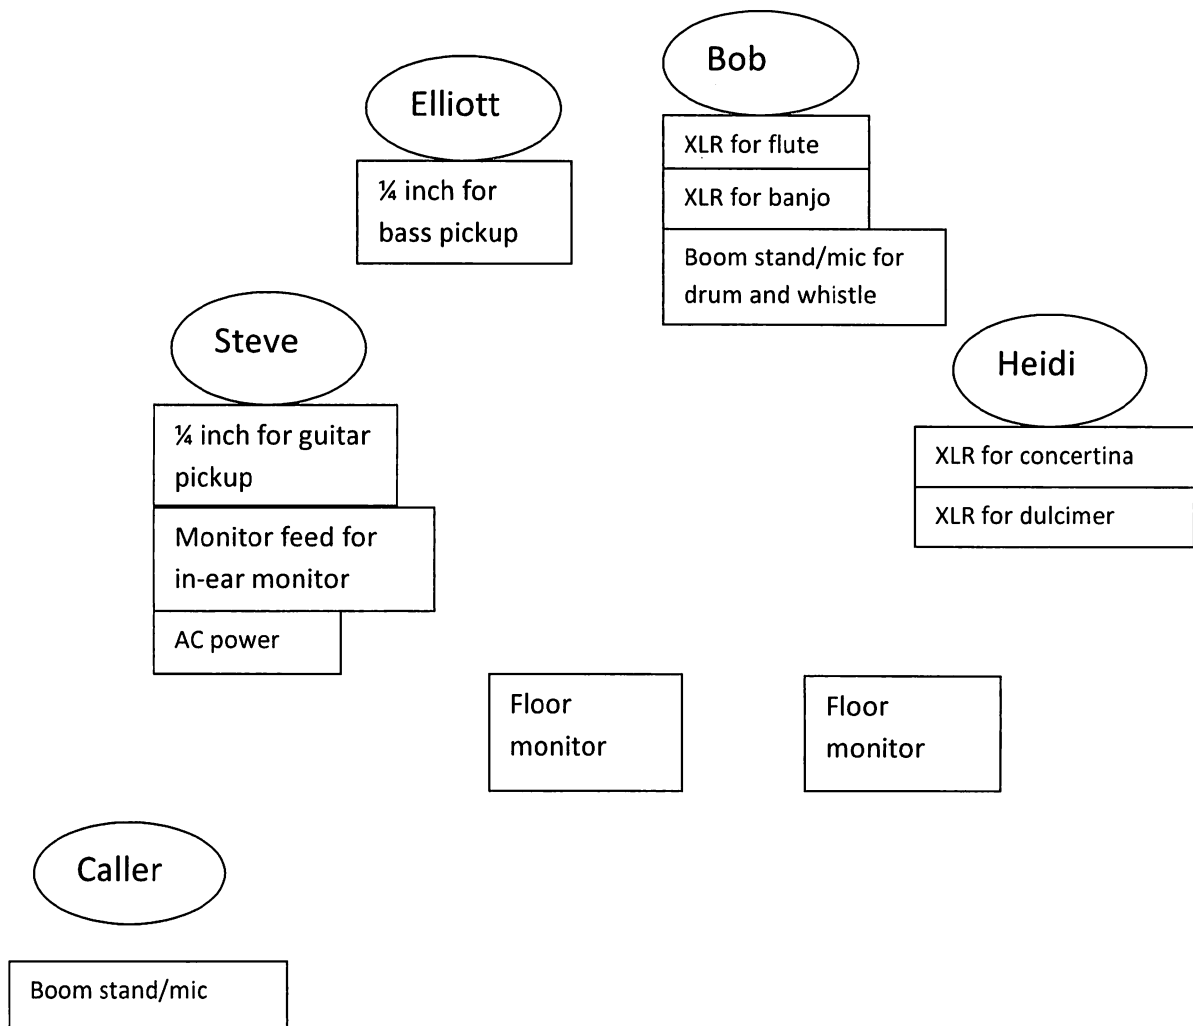 Bob
Elliott
XLR for flute
XLR for banjo
Boom stand/mic for
drum and whistle
¼ inch for
bass pickup
Steve
¼ inch for guitar
pickup
Monitor feed for
in-ear monitor
AC power
Heidi
XLR for concertina
XLR for dulcimer
Floor
monitor
Floor
monitor
Caller
Boom stand/mic